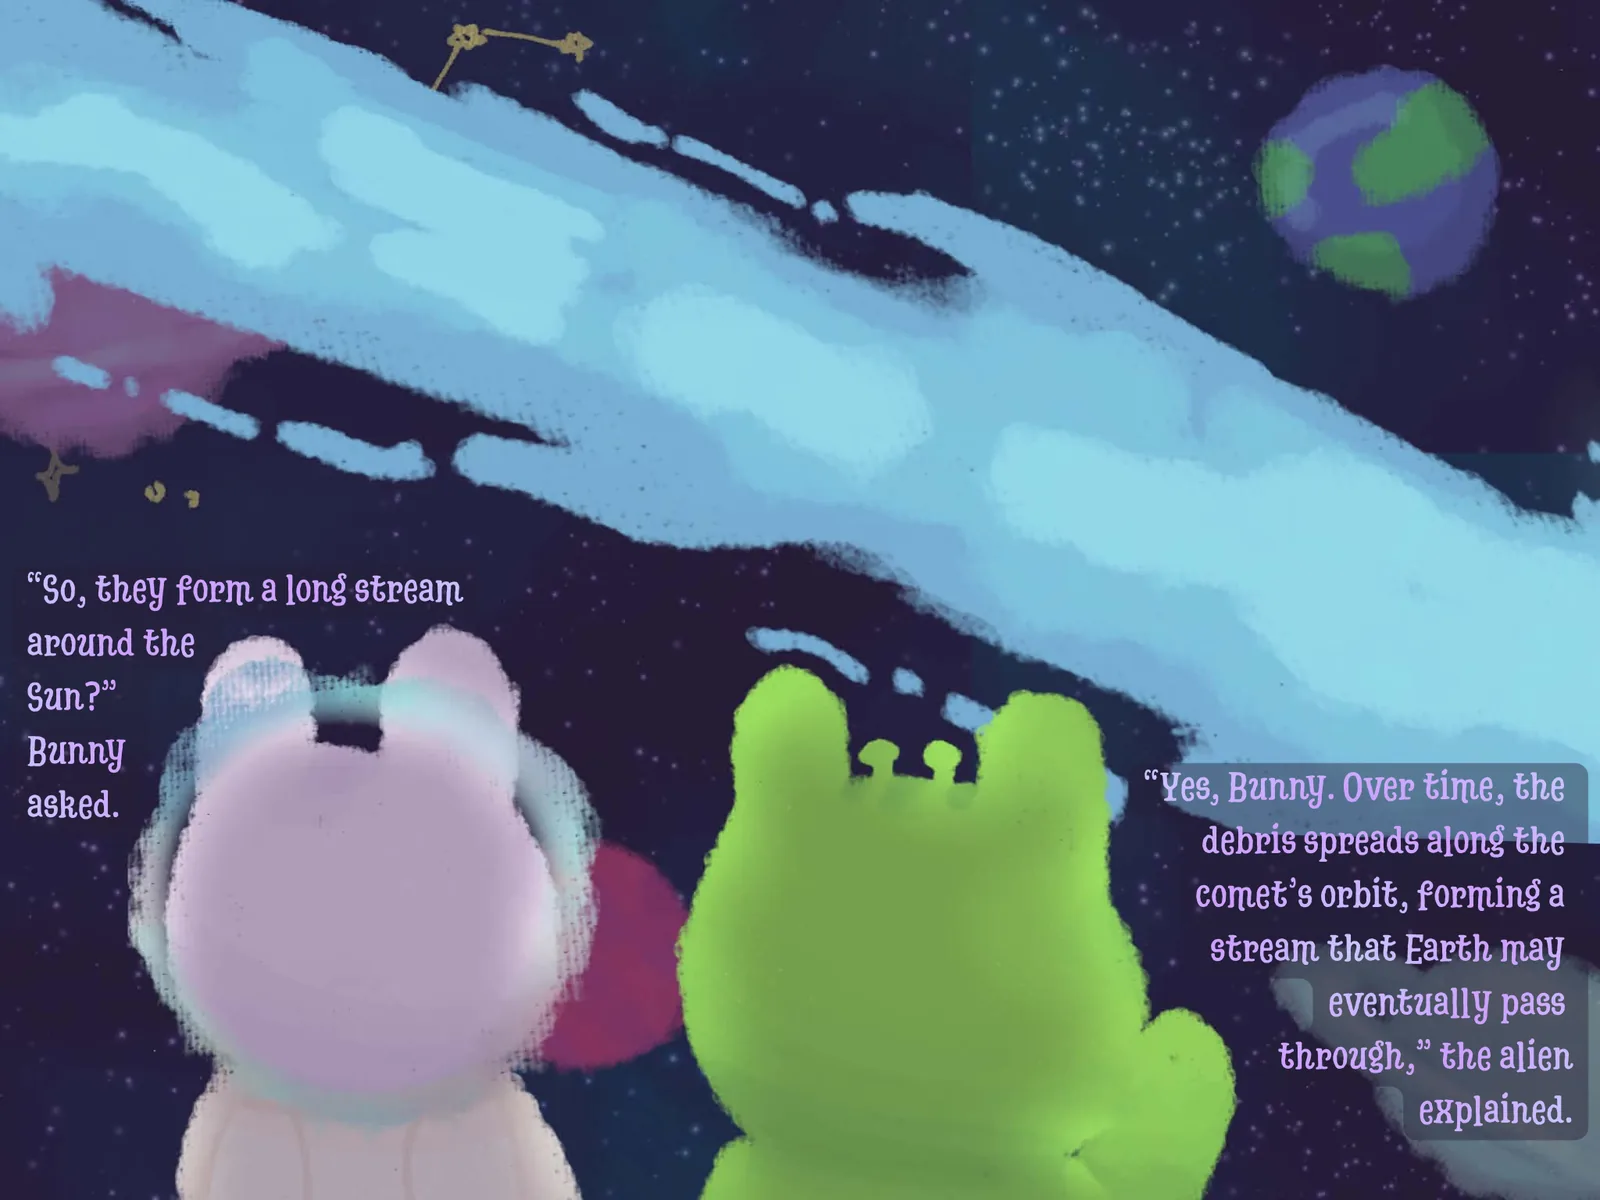 “So, they form a long stream
around the
Sun?”
Bunny
asked.
“Yes, Bunny. Over time, the
debris spreads along the
comet’s orbit, forming a
stream that Earth may
eventually pass
through,” the alien
explained.